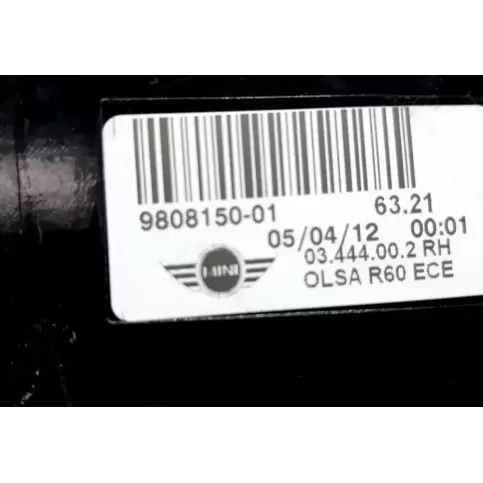 9808150-01 63.21
05/04/12 00:01
03.444.00.2 RH
MINI OLSA R60 ECE